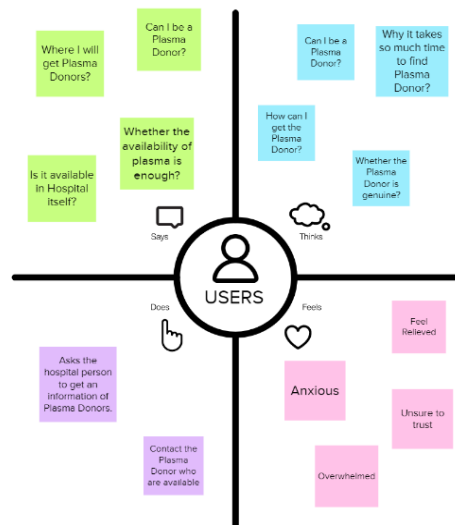 Where I will
get Plasma
Donors?
Can I be a
Plasma
Donor?
Whether the
availability of
plasma is
enough?
Is it available
in Hospital
itself?
Says
Can I be a
Plasma
Donor?
Why it takes
so much time
to find
Plasma
Donor?
How can I
get the
Plasma
Donor?
Whether the
Plasma
Donor is
genuine?
Thinks
USERS
Does
Asks the
hospital person
to get an
information of
Plasma Donors.
Contact the
Plasma
Donor who
are available
Feels
Feel
Relieved
Anxious
Unsure to
trust
Overwhelmed